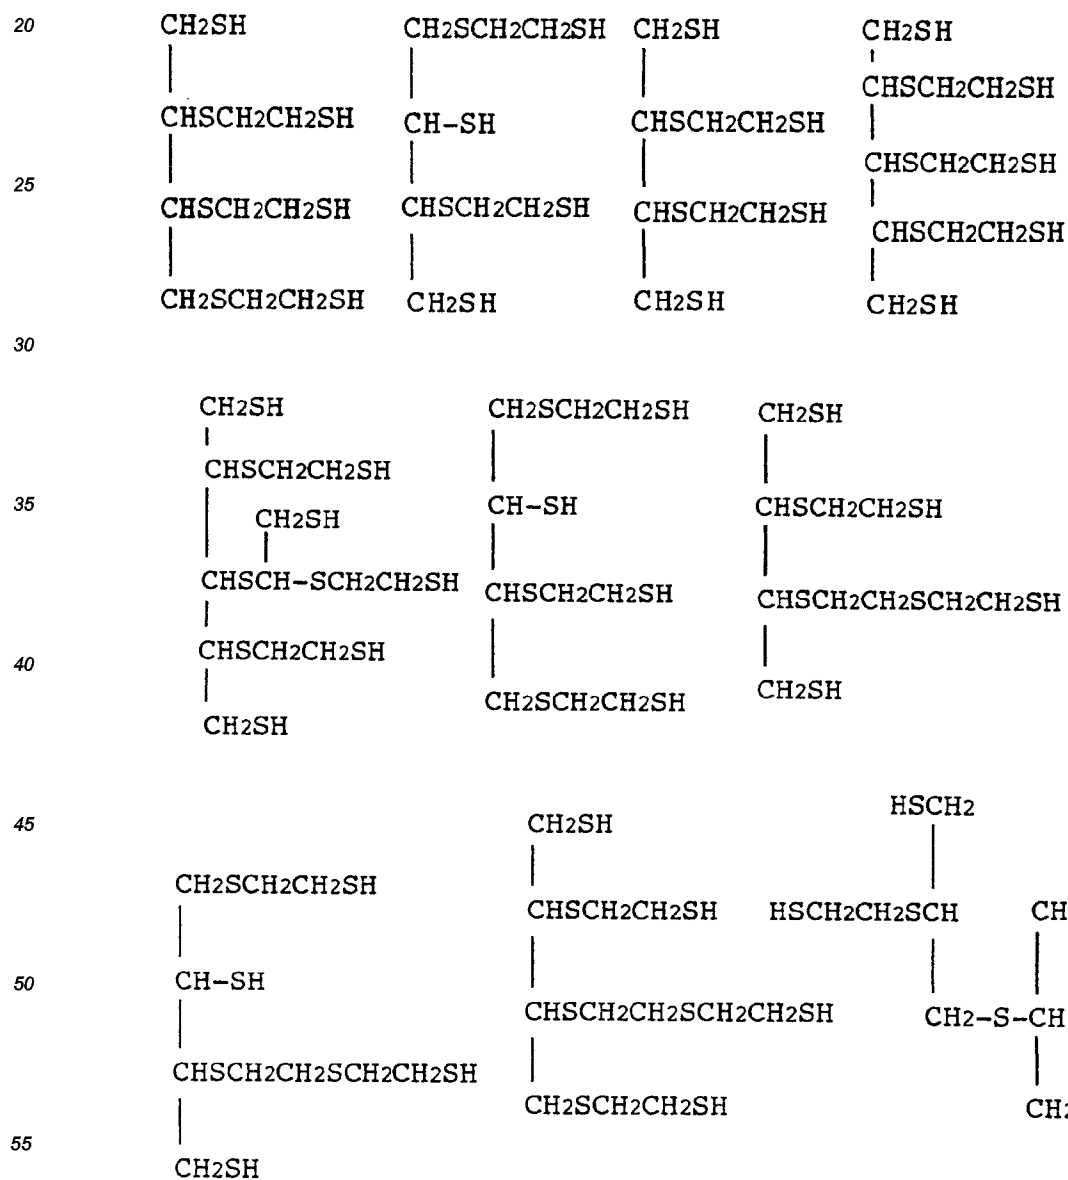 20 CH2SH CH2SCH2CH2SH CH2SH CH2SH
CHSCH2CH2SH
CHSCH2CH2SH CH-SH CHSCH2CH2SH
CHSCH2CH2SH
25
CHSCH2CH2SH CHSCH2CH2SH CHSCH2CH2SH
CHSCH2CH2SH
CH2SCH2CH2SH CH2SH CH2SH CH2SH
30
CH2SH CH2SCH2CH2SH CH2SH
CHSCH2CH2SH
35 CH-SH CHSCH2CH2SH
CH2SH
CHSCH-SCH2CH2SH CHSCH2CH2SH CHSCH2CH2SCH2CH2SH
CHSCH2CH2SH
40
CH2SCH2CH2SH CH2SH
CH2SH
HSCH2
45 CH2SH
CH2SCH2CH2SH
CHSCH2CH2SH HSCH2CH2SCH CH
50 CH-SH
CHSCH2CH2SCH2CH2SH CH2-S-CH
CHSCH2CH2SCH2CH2SH
CH2SCH2CH2SH CH2
55
CH2SH